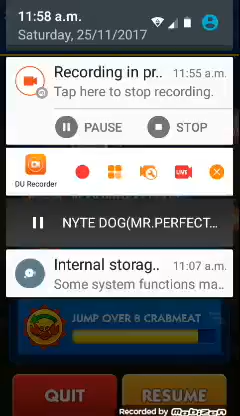 11:58 a.m.
Saturday, 25/11/2017
Recording in pr.. 11:55 a.m.
Tap here to stop recording.
PAUSE STOP
DU Recorder
LIVE
NYTE DOG(MR.PERFECT...
Internal storag.. 11:07 a.m.
Some system functions ma..
JUMP OVER 8 CRABMEAT
QUIT RESUME
Recorded by Mobizen